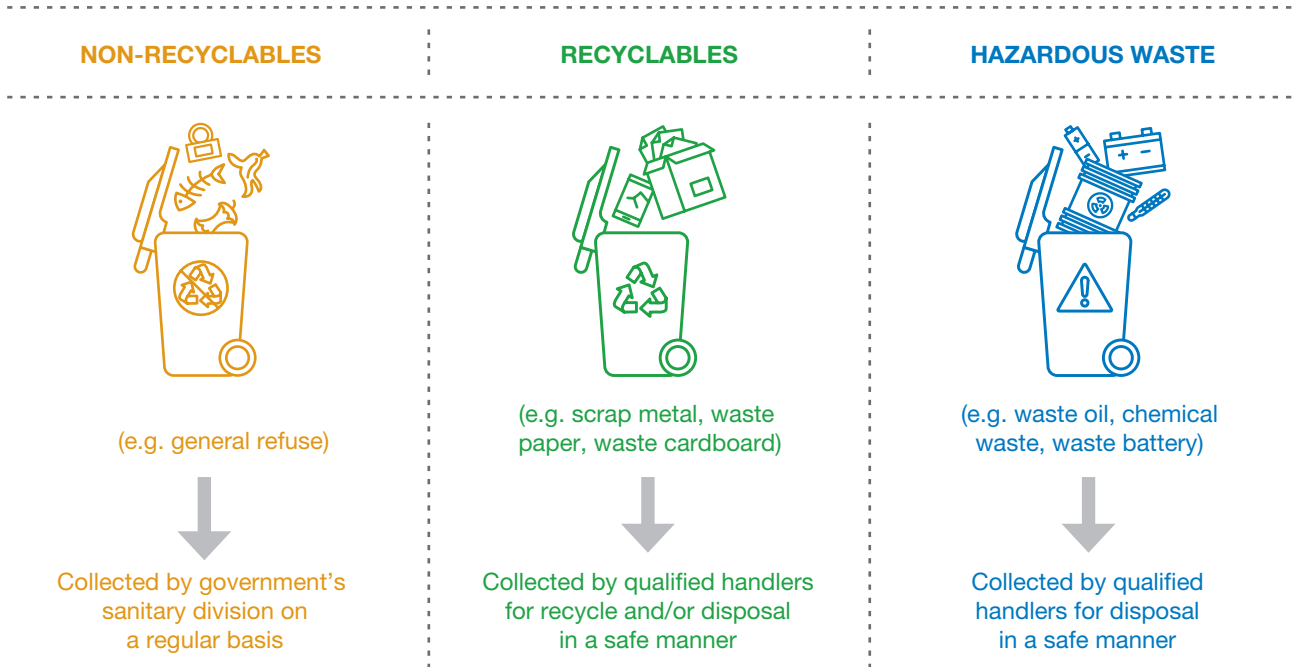 NON-RECYCLABLES
RECYCLABLES
HAZARDOUS WASTE
(e.g. general refuse)
(e.g. scrap metal, waste
paper, waste cardboard)
(e.g. waste oil, chemical
waste, waste battery)
Collected by government’s
sanitary division on
a regular basis
Collected by qualified handlers
for recycle and/or disposal
in a safe manner
Collected by qualified
handlers for disposal
in a safe manner